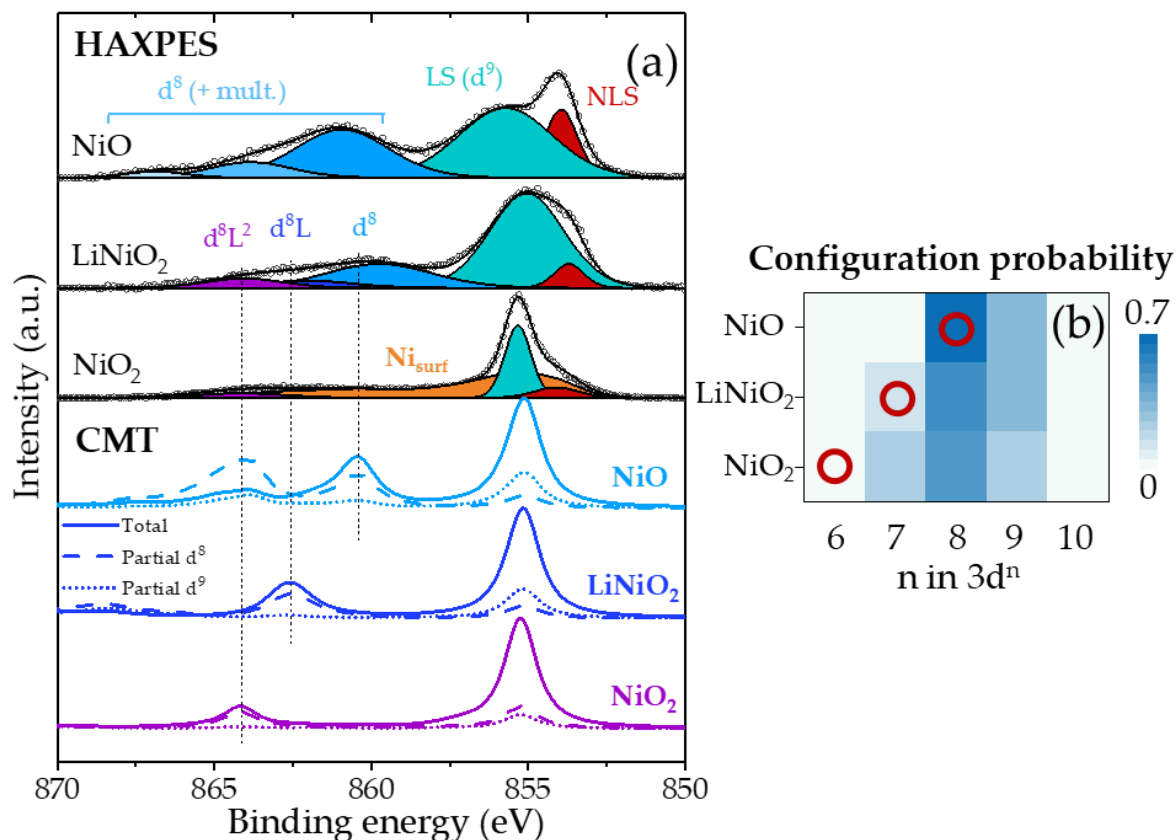 HAXPES
(a)
d⁸ (+ mult.)
LS (d⁹)
NLS
NiO
d⁸L²
d⁸L
d⁸
LiNiO₂
NiO₂
Ni_surf
CMT
NiO
Total
Partial d⁸
Partial d⁹
LiNiO₂
NiO₂
Intensity (a.u.)
870 865 860 855 850
Binding energy (eV)
Configuration probability
(b)
NiO
LiNiO₂
NiO₂
0.7
0
6 7 8 9 10
n in 3dⁿ